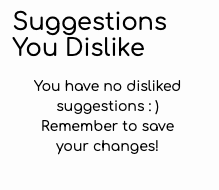 Suggestions
You Dislike
You have no disliked
suggestions : )
Remember to save
your changes!